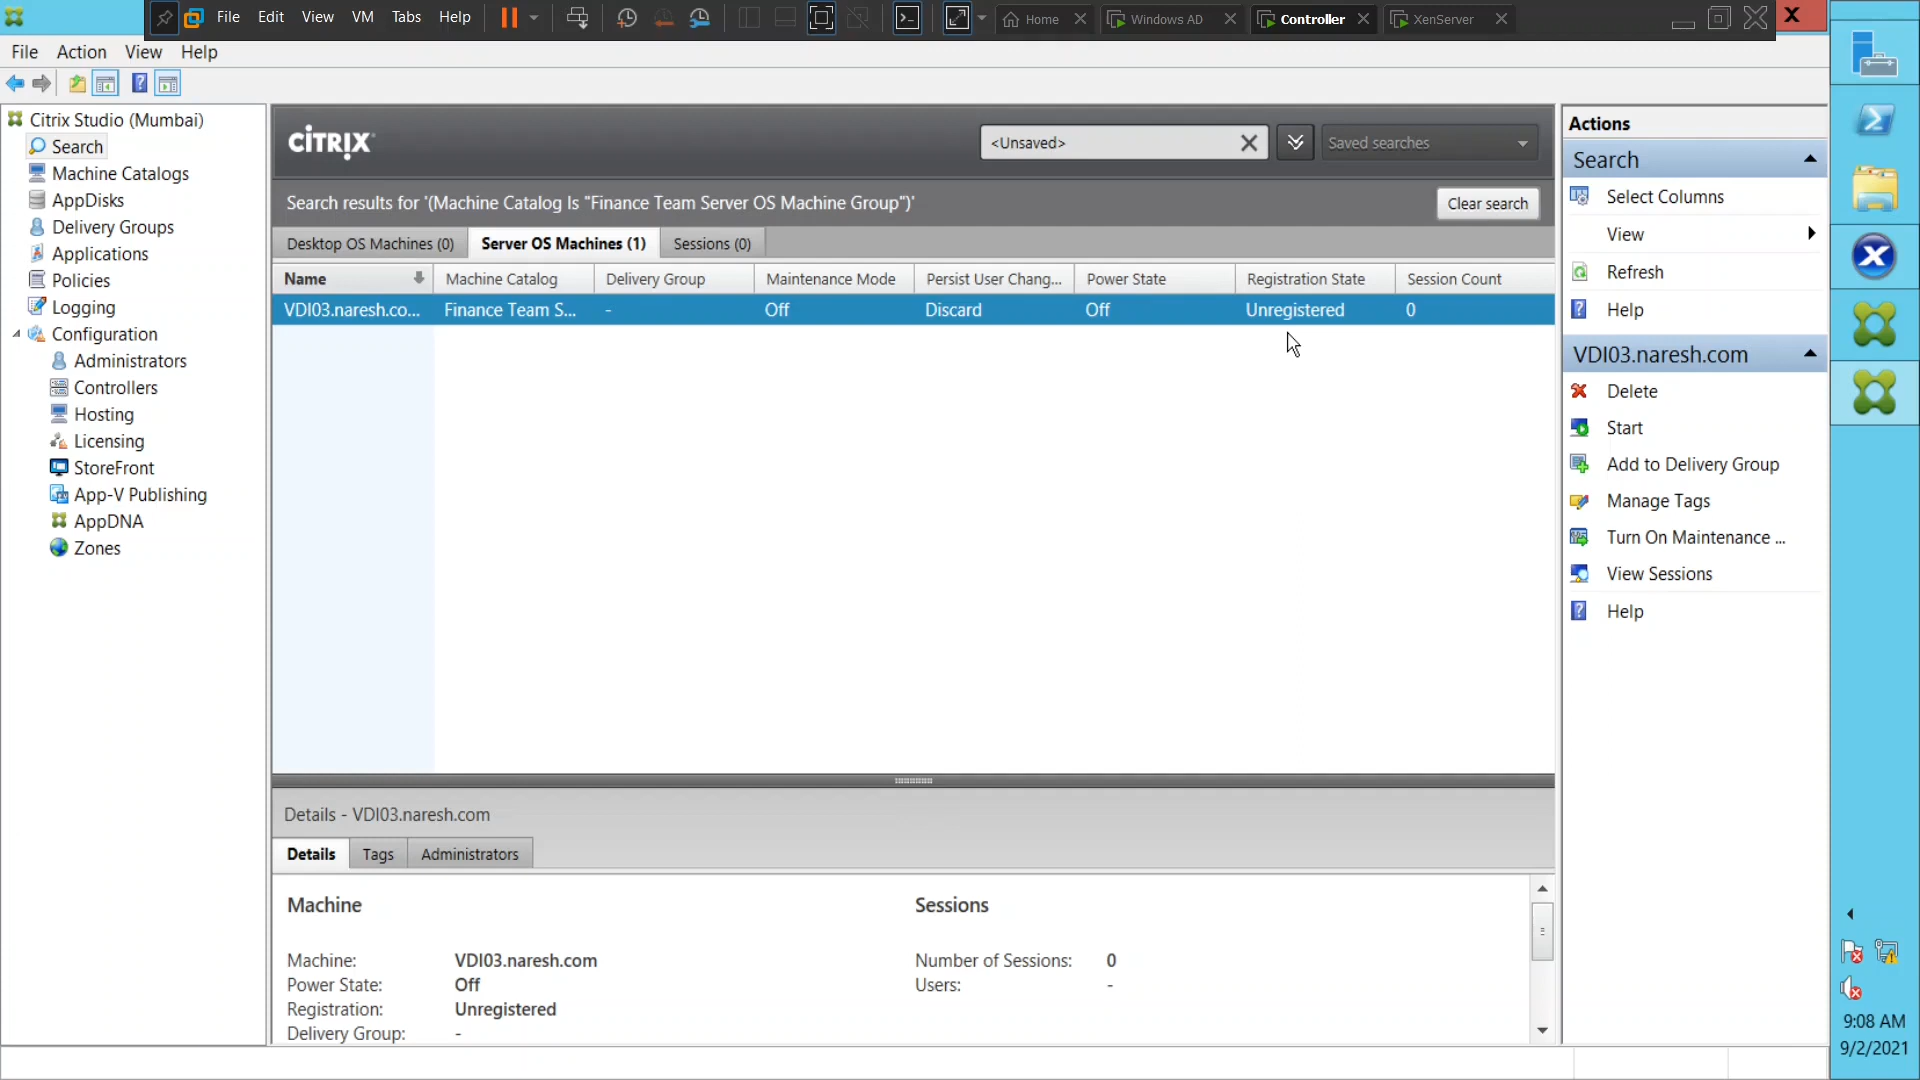 File Edit View VM Tabs Help Home Windows AD Controller XenServer
File Action View Help
Citrix Studio (Mumbai)
Search
Machine Catalogs
AppDisks
Delivery Groups
Applications
Policies
Logging
Configuration
Administrators
Controllers
Hosting
Licensing
StoreFront
App-V Publishing
AppDNA
Zones
CITRIX
<Unsaved>
Saved searches
Search results for '(Machine Catalog Is "Finance Team Server OS Machine Group")'
Clear search
Desktop OS Machines (0) Server OS Machines (1) Sessions (0)
Name Machine Catalog Delivery Group Maintenance Mode Persist User Chang... Power State Registration State Session Count
VDI03.naresh.co... Finance Team S... - Off Discard Off Unregistered 0
Details - VDI03.naresh.com
Details Tags Administrators
Machine
Machine: VDI03.naresh.com
Power State: Off
Registration: Unregistered
Delivery Group: -
Sessions
Number of Sessions: 0
Users: -
Actions
Search
Select Columns
View
Refresh
Help
VDI03.naresh.com
Delete
Start
Add to Delivery Group
Manage Tags
Turn On Maintenance ...
View Sessions
Help
9:08 AM
9/2/2021